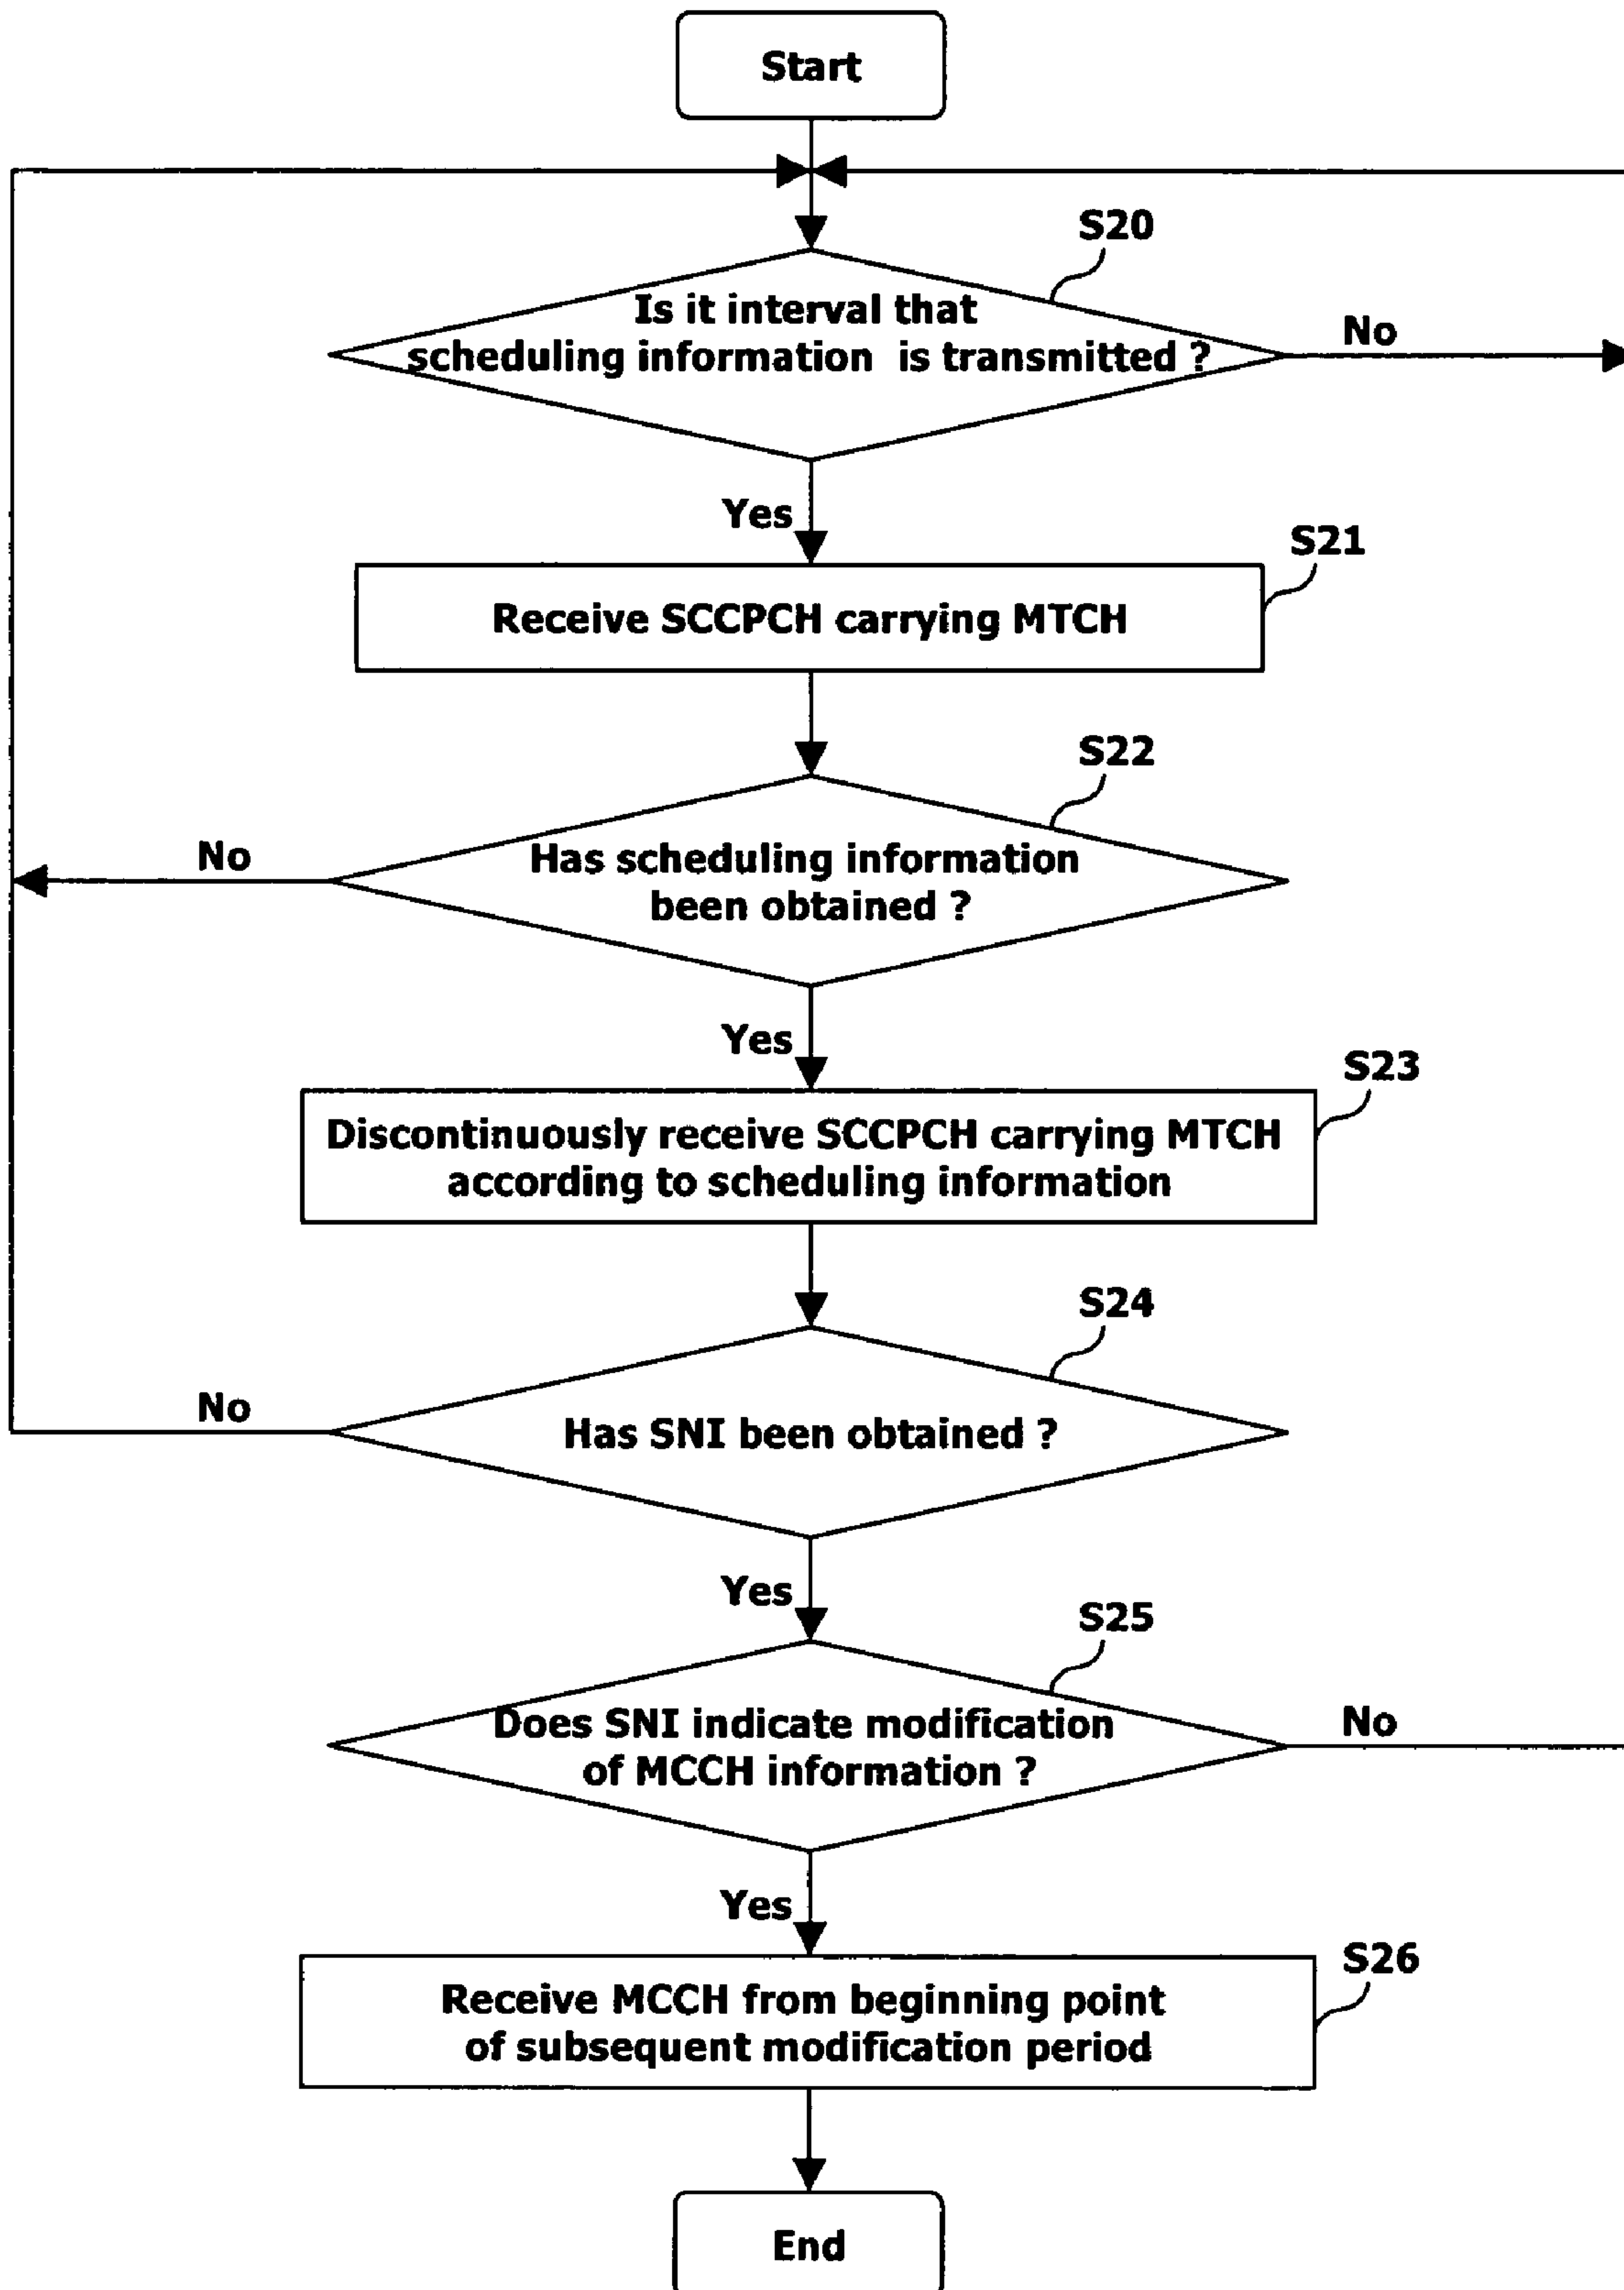 Start
S20
Is it interval that
scheduling information is transmitted ?
No
Yes
S21
Receive SCCPCH carrying MTCH
S22
No
Has scheduling information
been obtained ?
Yes
S23
Discontinuously receive SCCPCH carrying MTCH
according to scheduling information
S24
No
Has SNI been obtained ?
Yes
S25
Does SNI indicate modification
of MCCH information ?
No
Yes
S26
Receive MCCH from beginning point
of subsequent modification period
End